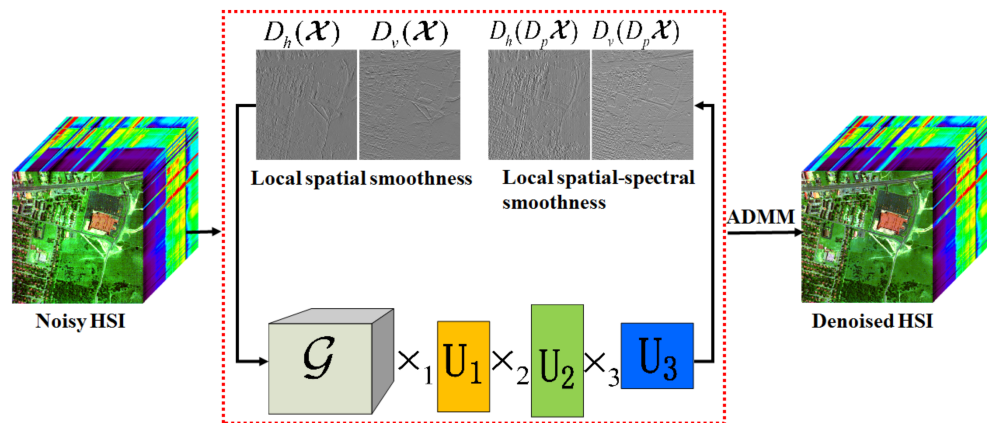 D_h(𝒳) D_v(𝒳) D_h(D_p𝒳) D_v(D_p𝒳)
Local spatial smoothness
Local spatial-spectral
smoothness
ADMM
Noisy HSI
Denoised HSI
𝒢 ×₁ U₁ ×₂ U₂ ×₃ U₃